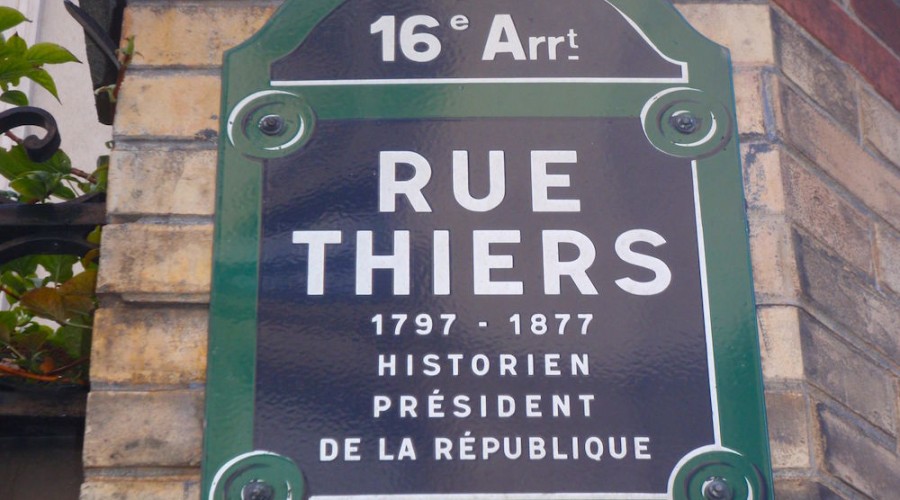 16e Arrt
RUE
THIERS
1797 - 1877
HISTORIEN
PRÉSIDENT
DE LA RÉPUBLIQUE